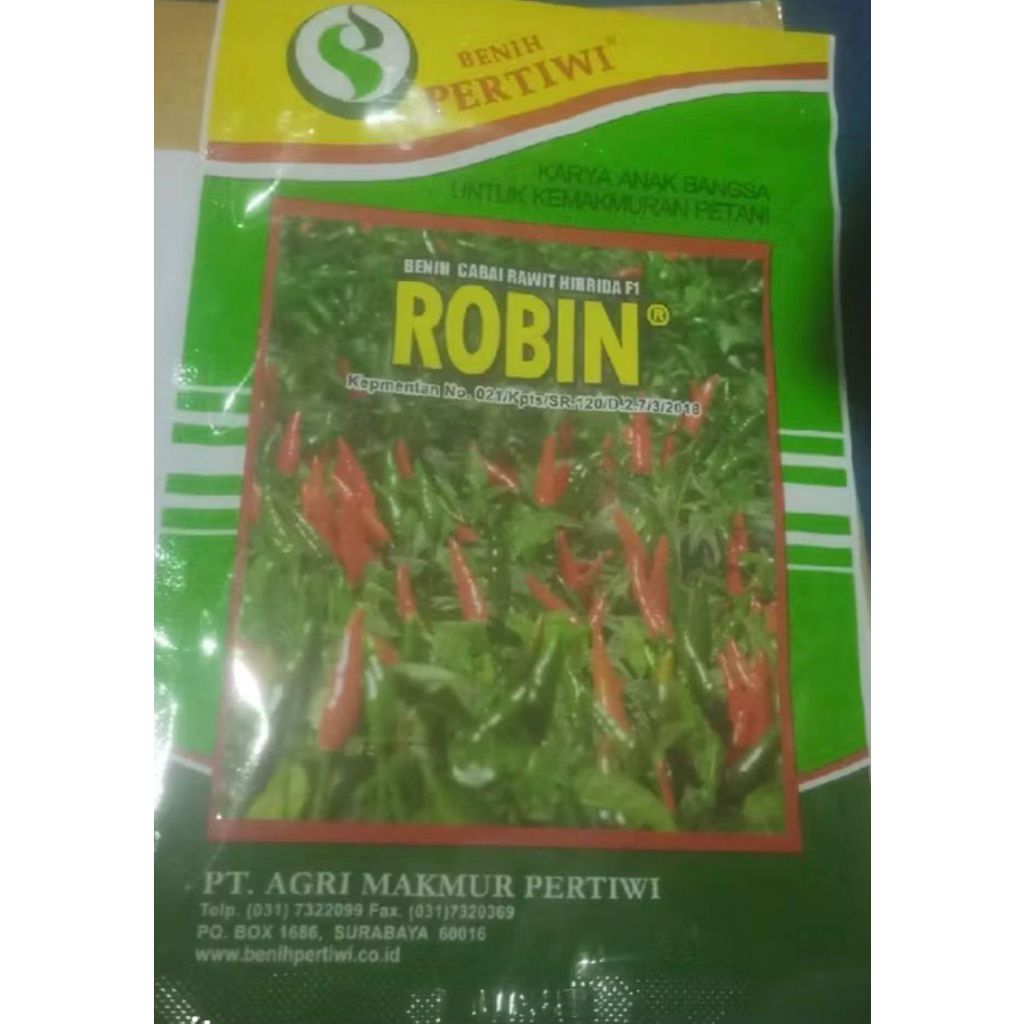 BENIH
PERTIWI®
KARYA ANAK BANGSA
UNTUK KEMAKMURAN PETANI
BENIH CABAI RAWIT HIBRIDA F1
ROBIN®
Kepmentan No. 021/Kpts/SR.120/D.2.7/3/2018
PT. AGRI MAKMUR PERTIWI
Telp. (031) 7322099 Fax. (031)7320369
PO. BOX 1686, SURABAYA 60016
www.benihpertiwi.co.id